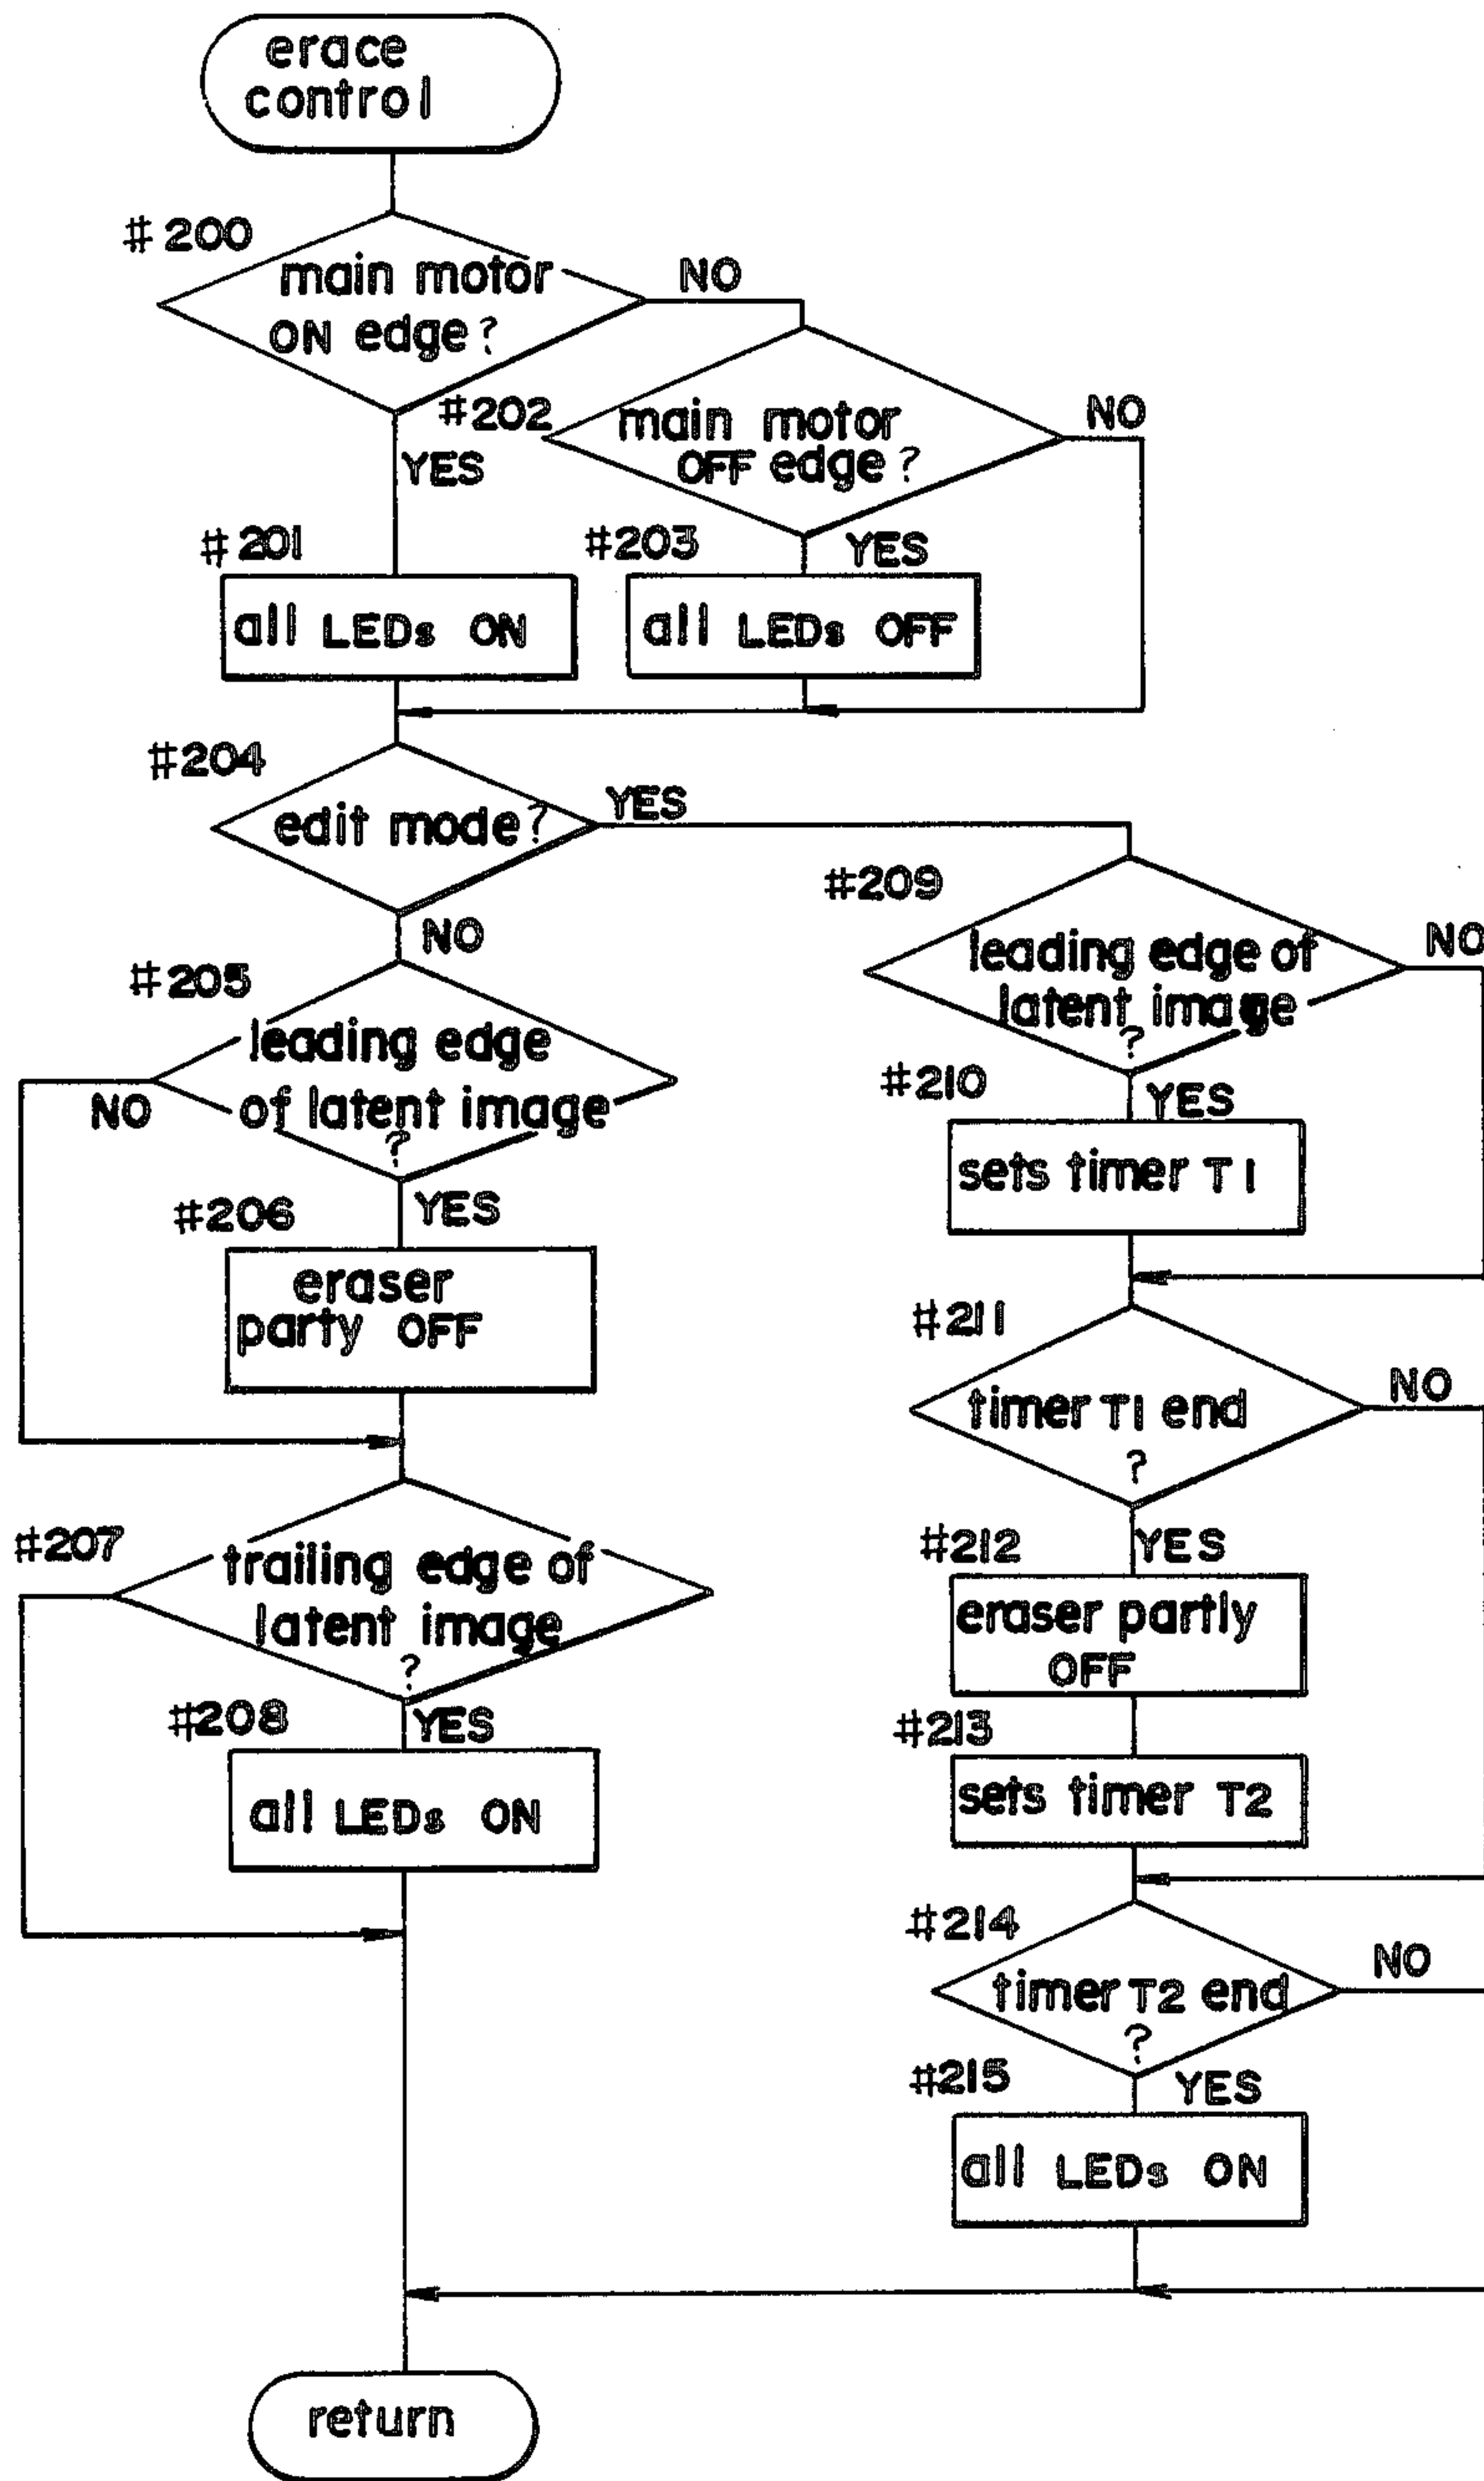 erace
control
#200
main motor
ON edge?
NO
#202
main motor
OFF edge?
NO
YES
#201
all LEDs ON
#203
YES
all LEDs OFF
#204
edit mode?
YES
NO
#205
leading edge
of latent image
?
NO
YES
#206
eraser
party OFF
#207
trailing edge of
latent image
?
YES
#208
all LEDs ON
#209
leading edge of
latent image
?
NO
#210
YES
sets timer T1
#211
timer T1 end
?
NO
#212
YES
eraser partly
OFF
#213
sets timer T2
#214
timer T2 end
?
NO
#215
YES
all LEDs ON
return